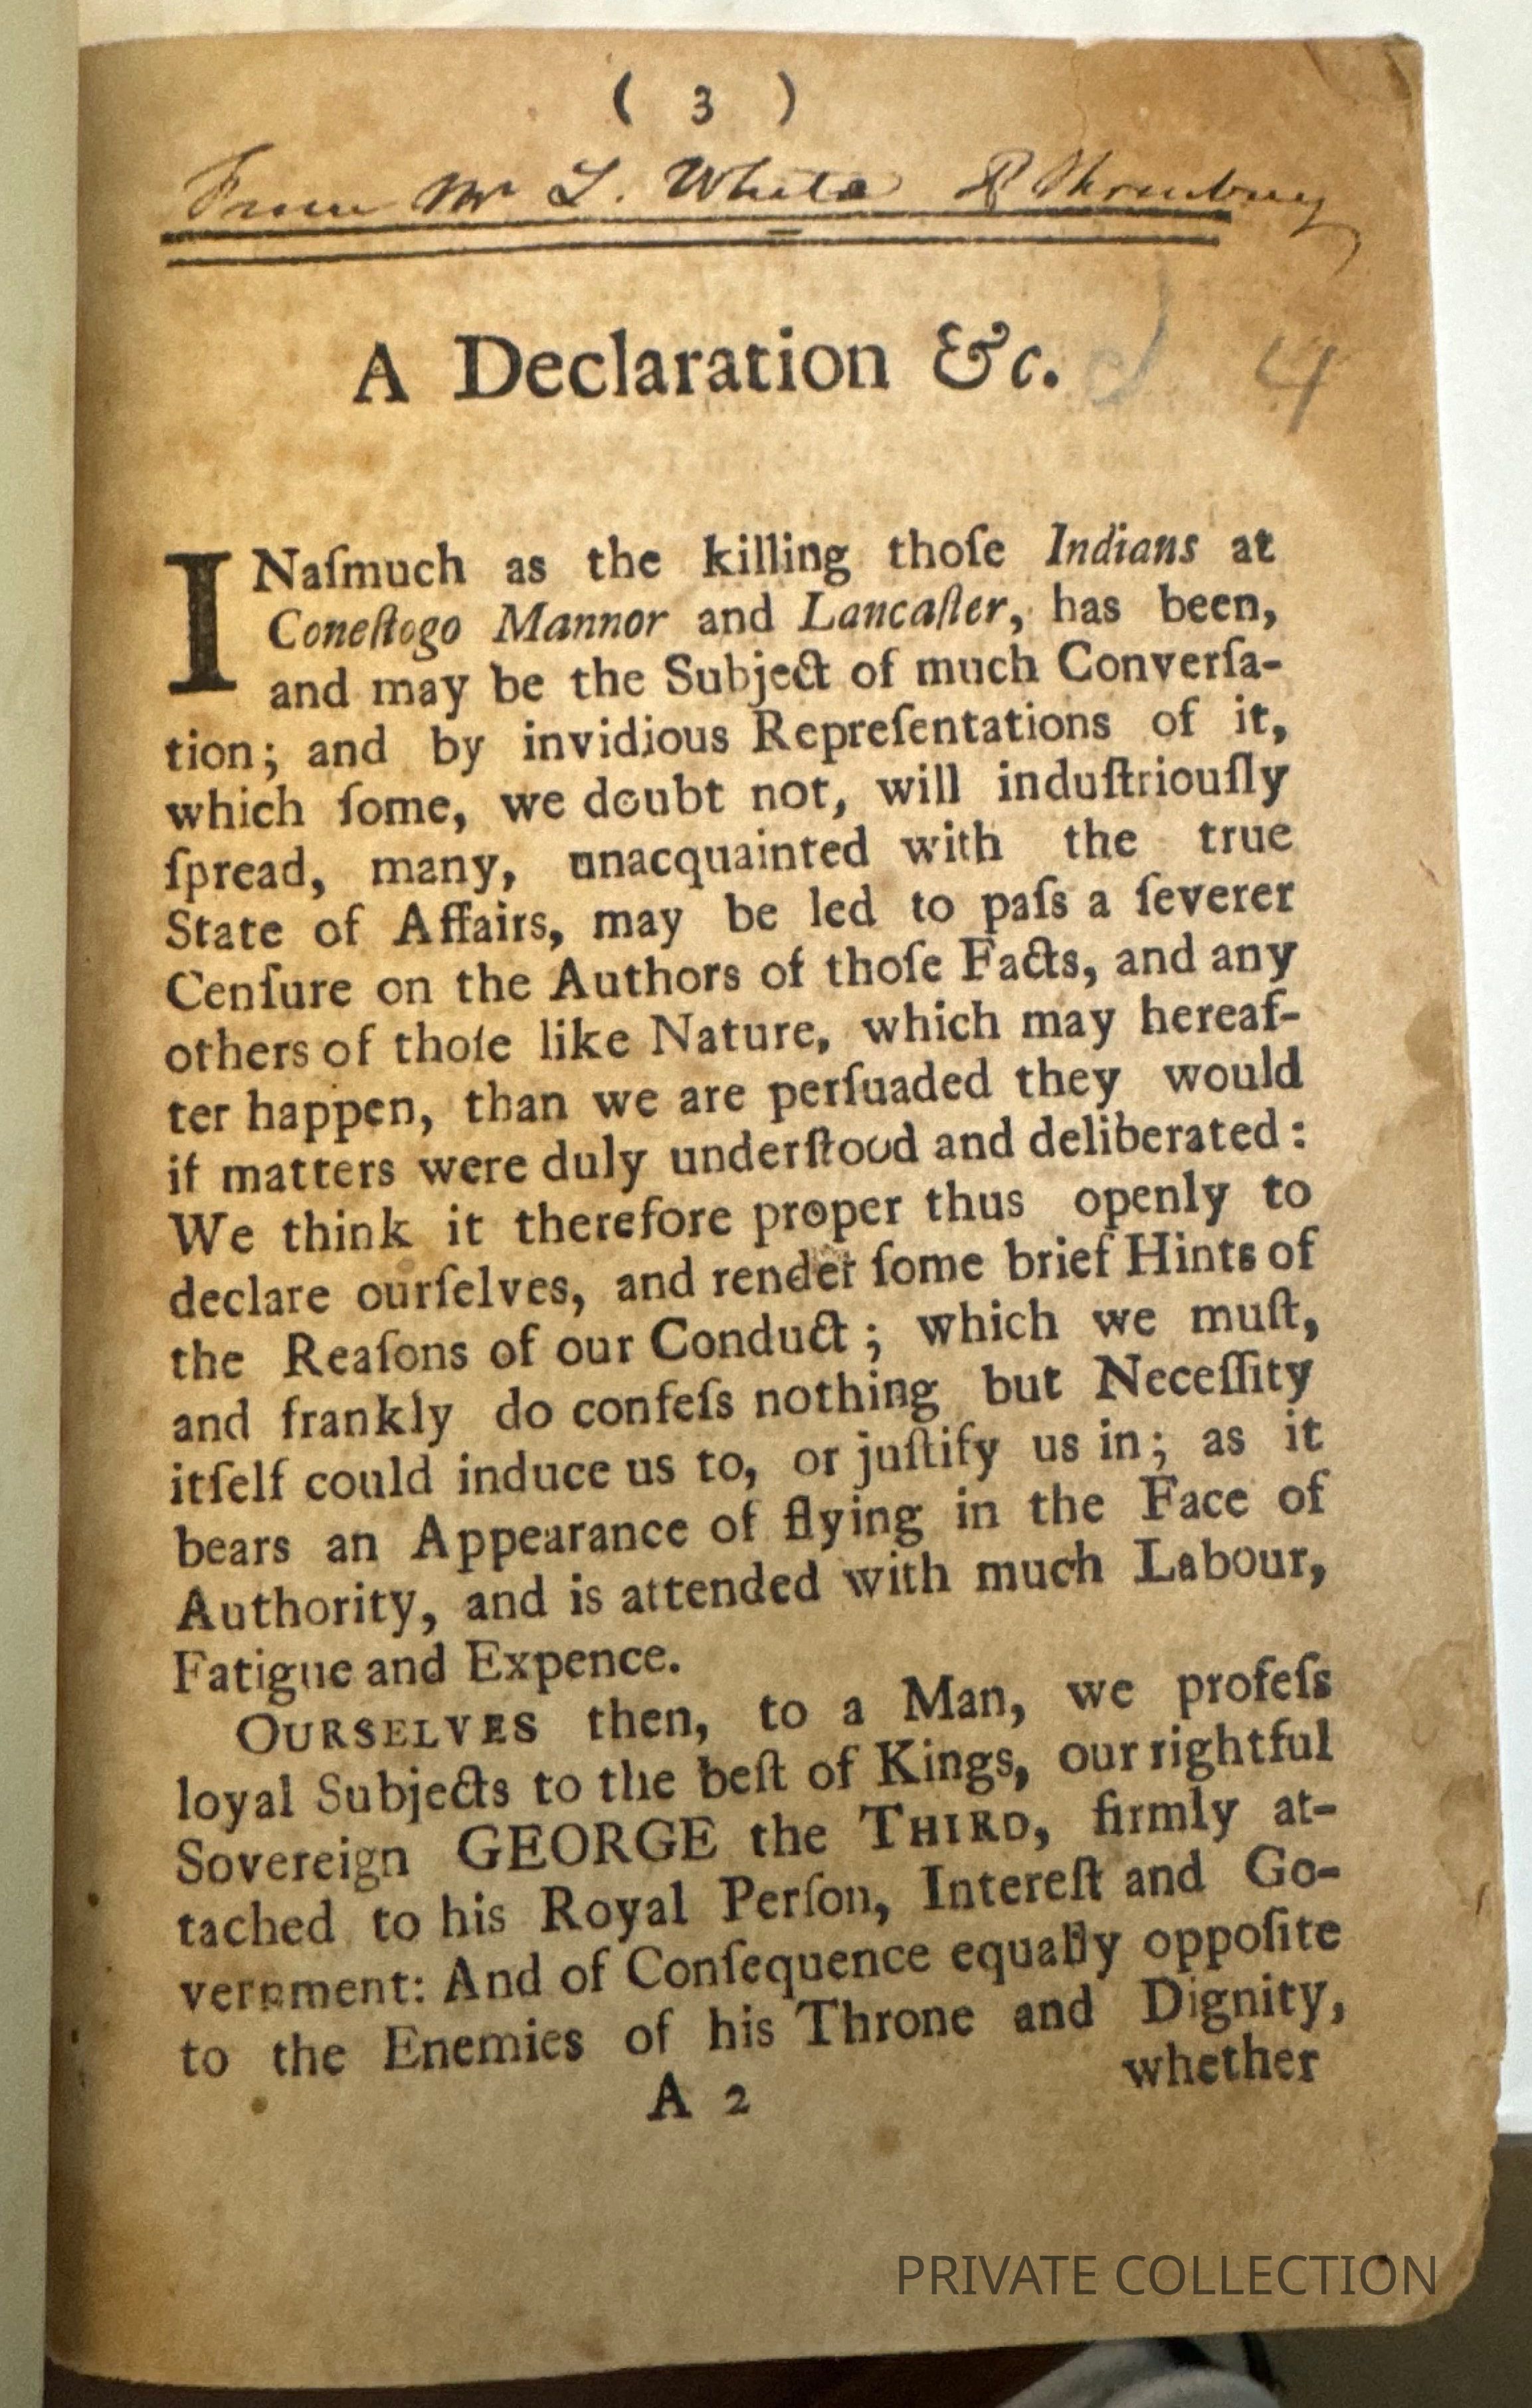 ( 3 )
From Mr L. White
A Declaration &c.
4
INaſmuch as the killing thoſe Indians at
Coneſtogo Mannor and Lancaſter, has been,
and may be the Subject of much Converſa-
tion; and by invidious Repreſentations of it,
which ſome, we doubt not, will induſtriouſly
ſpread, many, unacquainted with the true
State of Affairs, may be led to paſs a ſeverer
Cenſure on the Authors of thoſe Facts, and any
others of thoſe like Nature, which may hereaf-
ter happen, than we are perſuaded they would
if matters were duly underſtood and deliberated:
We think it therefore proper thus openly to
declare ourſelves, and render ſome brief Hints of
the Reaſons of our Conduct; which we muſt,
and frankly do confeſs nothing but Neceſſity
itſelf could induce us to, or juſtify us in; as it
bears an Appearance of flying in the Face of
Authority, and is attended with much Labour,
Fatigue and Expence.
OURSELVES then, to a Man, we profeſs
loyal Subjects to the beſt of Kings, our rightful
Sovereign GEORGE the THIRD, firmly at-
tached to his Royal Perſon, Intereſt and Go-
vernment: And of Conſequence equally oppoſite
to the Enemies of his Throne and Dignity,
whether
A 2
PRIVATE COLLECTION